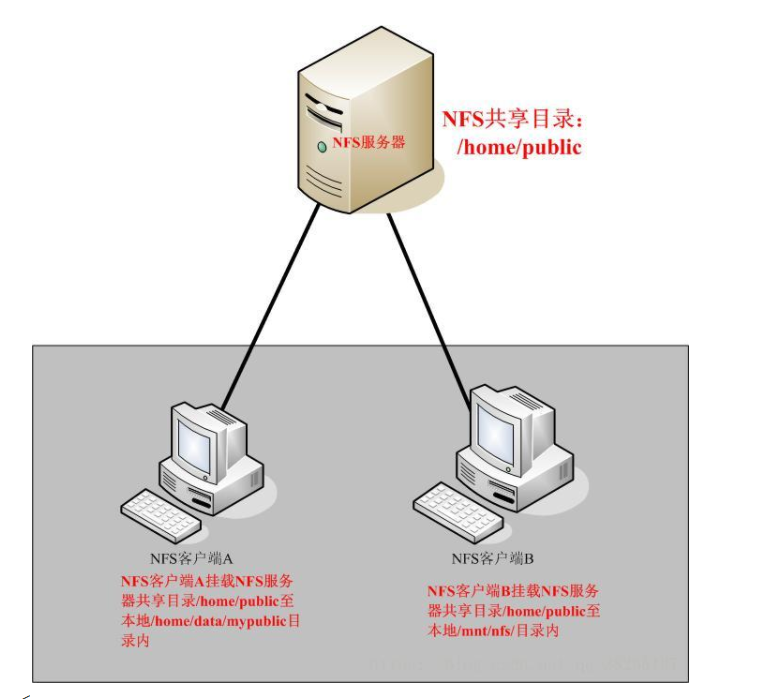 NFS共享目录：
/home/public
NFS服务器
NFS客户端A
NFS客户端A挂载NFS服务
器共享目录/home/public至
本地/home/data/mypublic目
录内
NFS客户端B
NFS客户端B挂载NFS服务
器共享目录/home/public至
本地/mnt/nfs/目录内